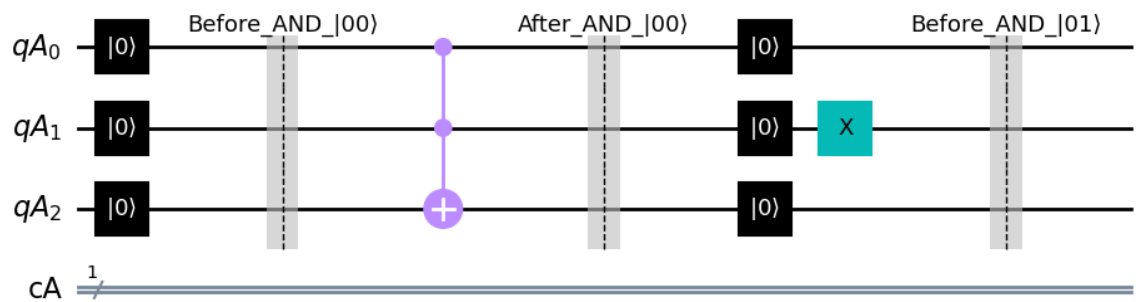 Before_AND_|00⟩ After_AND_|00⟩ Before_AND_|01⟩
qA0 |0⟩ |0⟩
qA1 |0⟩ |0⟩ X
qA2 |0⟩ |0⟩
1
cA